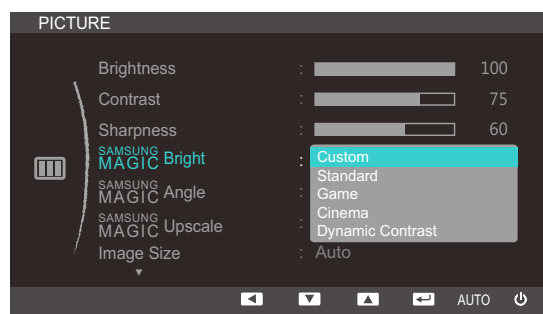 PICTURE
Brightness : 100
Contrast : 75
Sharpness : 60
SAMSUNG MAGIC Bright : Custom
Standard
SAMSUNG MAGIC Angle : Game
Cinema
SAMSUNG MAGIC Upscale : Dynamic Contrast
Image Size : Auto
AUTO